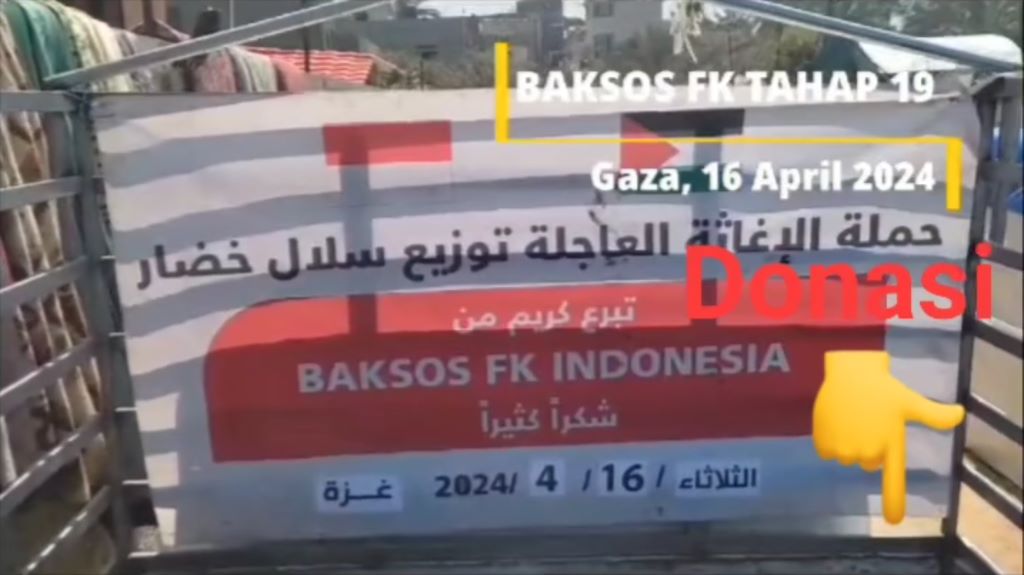 BAKSOS FK TAHAP 19
Gaza, 16 April 2024
حملة الإغاثة العاجلة توزيع سلال خضار
Donasi
تبرع كريم من
BAKSOS FK INDONESIA
شكراً كثيراً
الثلاثاء / 16 / 4 /2024 غـزة